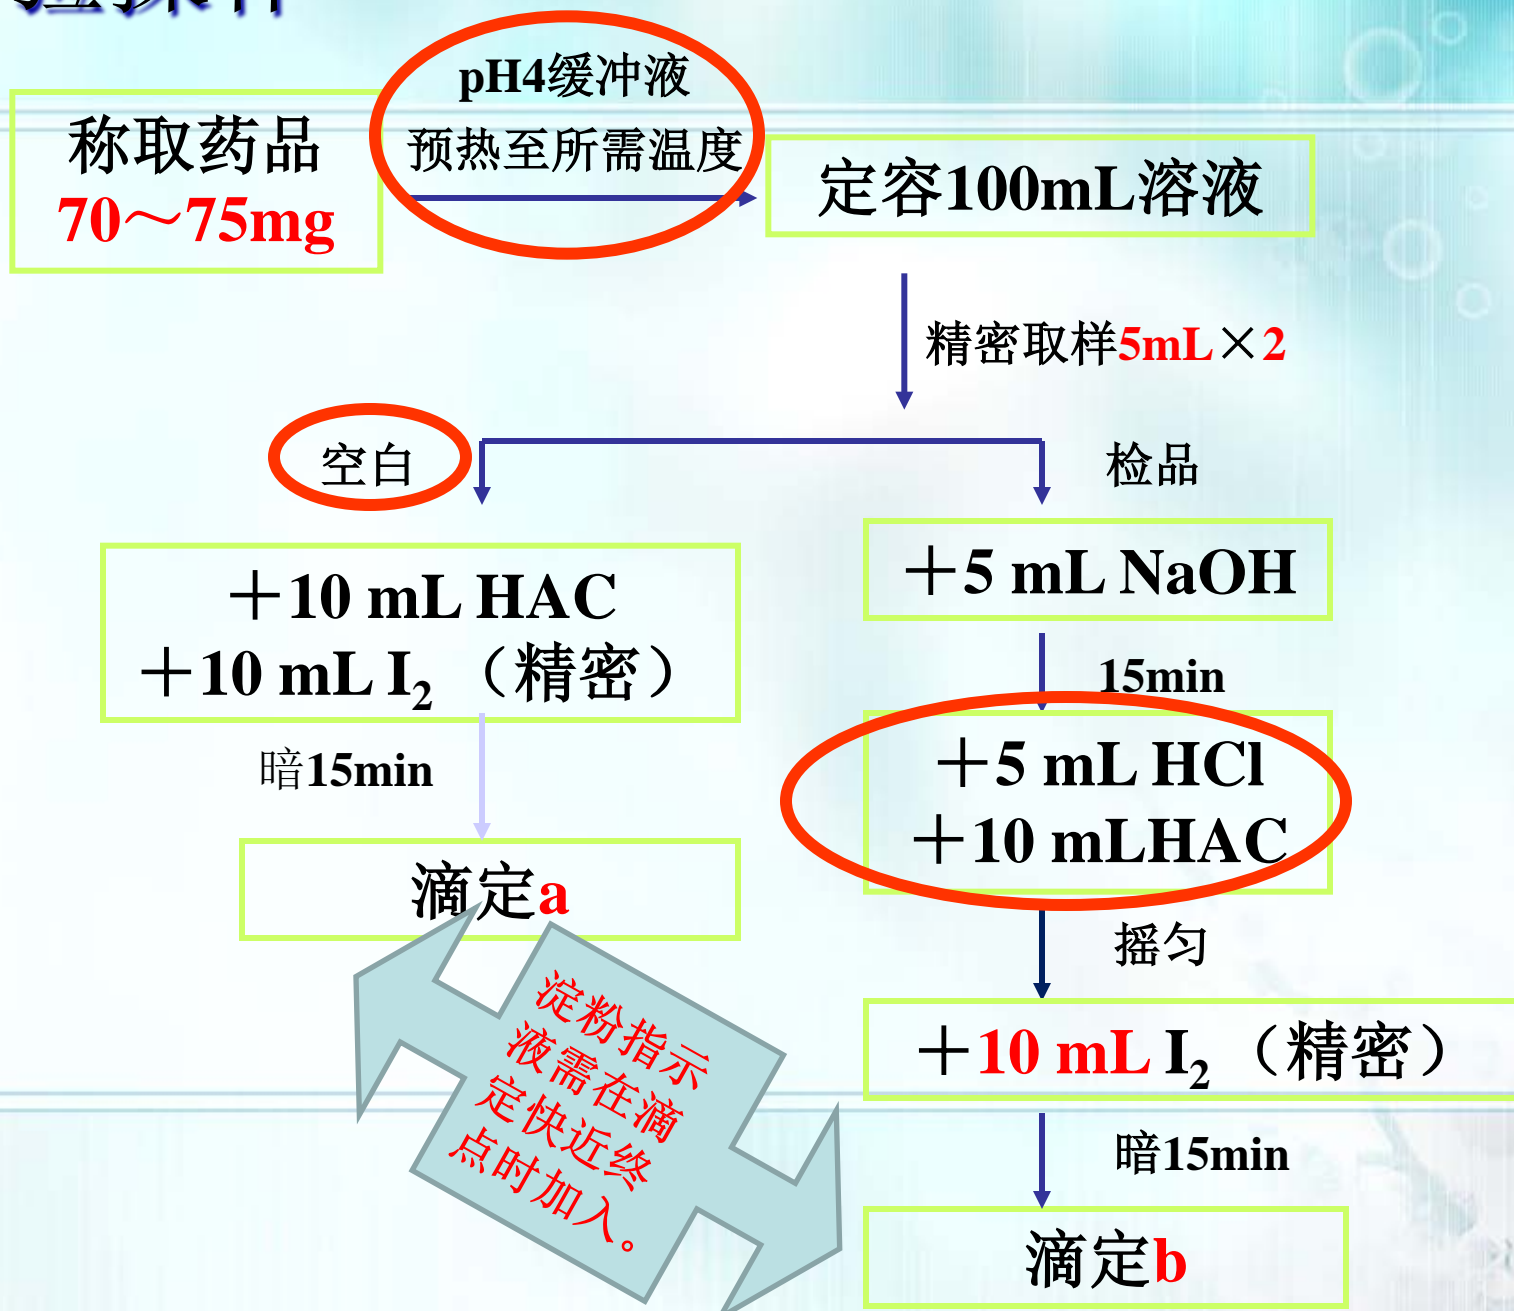 pH4缓冲液
预热至所需温度
称取药品
70～75mg
定容100mL溶液
精密取样5mL×2
空白
检品
＋10 mL HAC
＋10 mL I₂ （精密）
暗15min
滴定a
＋5 mL NaOH
15min
＋5 mL HCl
＋10 mLHAC
摇匀
＋10 mL I₂ （精密）
暗15min
滴定b
淀粉指示
液需在滴
定快近终
点时加入。